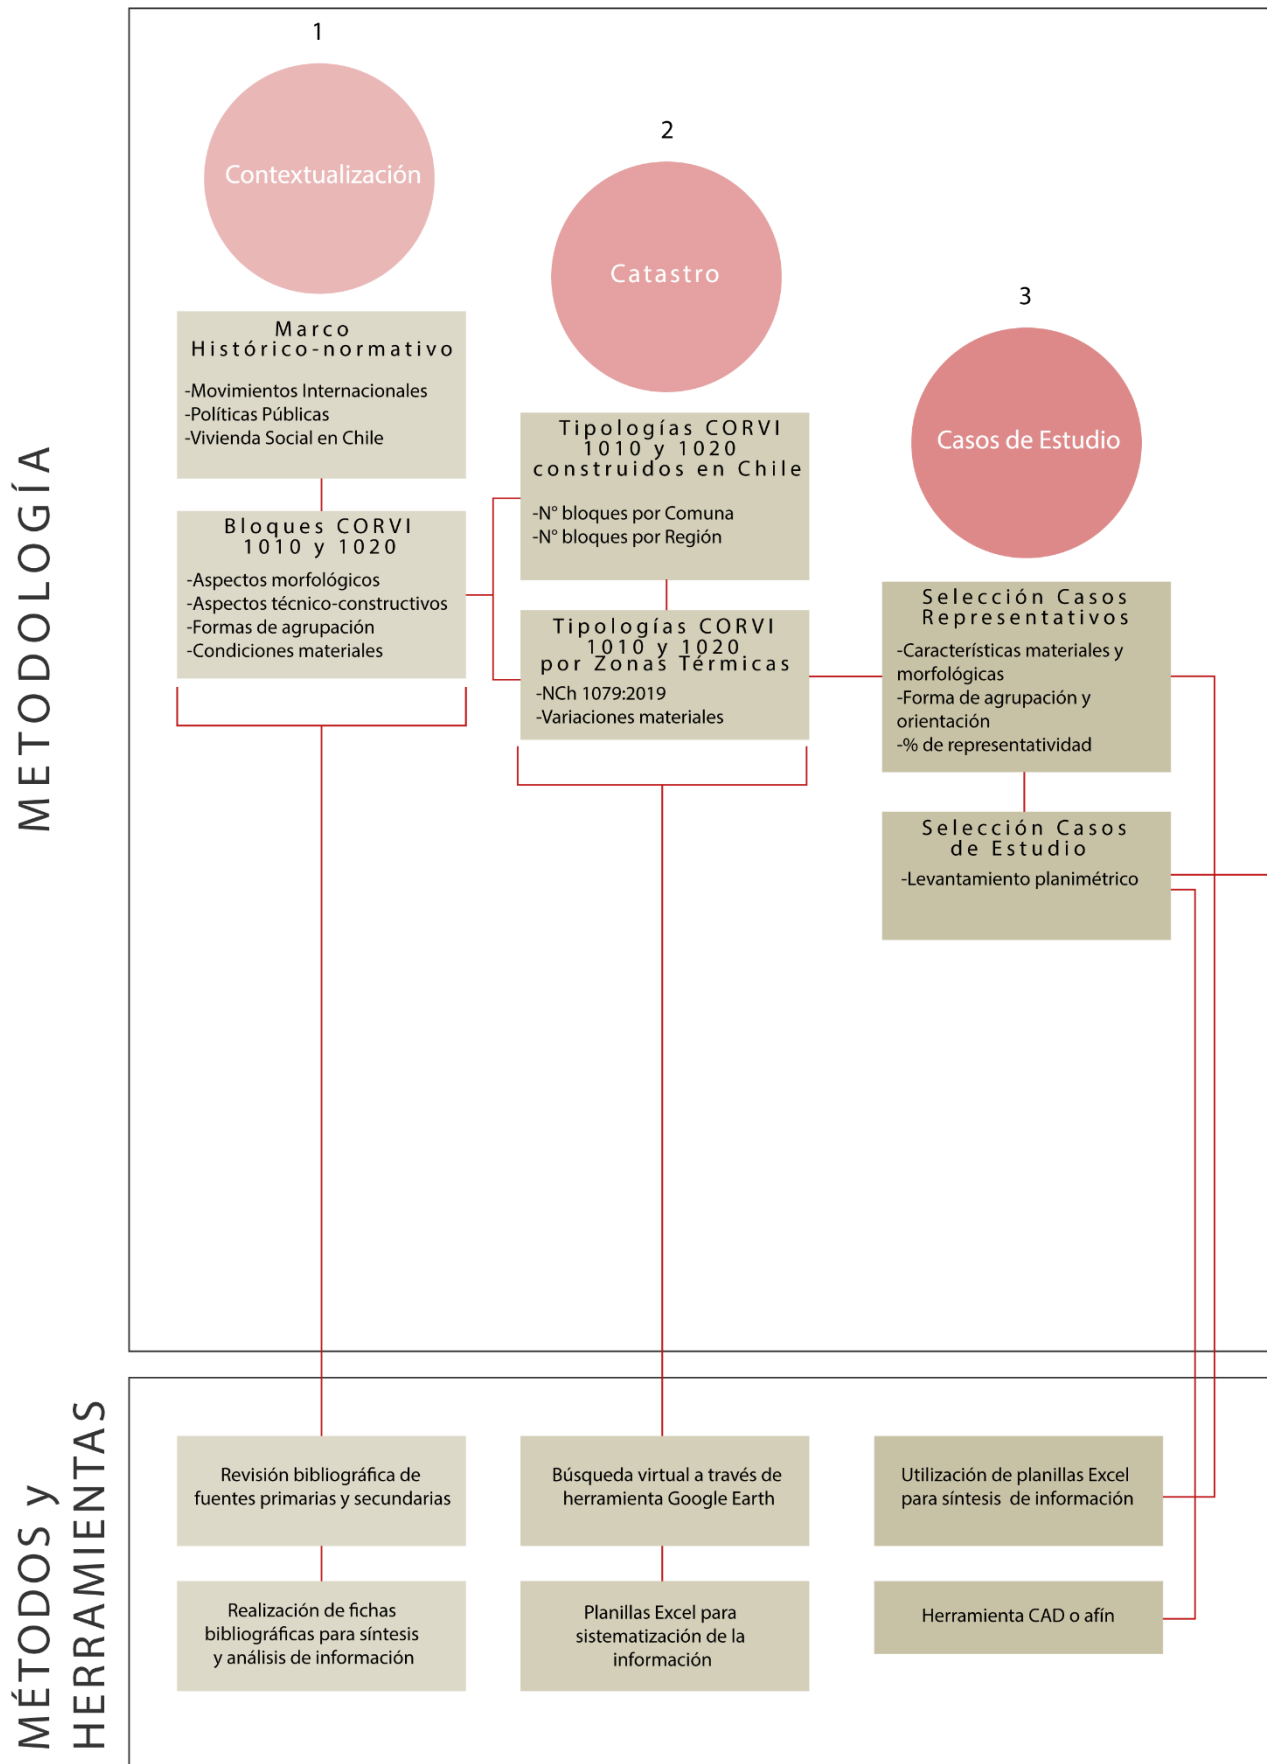 METODOLOGÍA
1
Contextualización
Marco
Histórico-normativo
-Movimientos Internacionales
-Políticas Públicas
-Vivienda Social en Chile
Bloques CORVI
1010 y 1020
-Aspectos morfológicos
-Aspectos técnico-constructivos
-Formas de agrupación
-Condiciones materiales
2
Catastro
Tipologías CORVI
1010 y 1020
construidos en Chile
-N° bloques por Comuna
-N° bloques por Región
Tipologías CORVI
1010 y 1020
por Zonas Térmicas
-NCh 1079:2019
-Variaciones materiales
3
Casos de Estudio
Selección Casos
Representativos
-Características materiales y
morfológicas
-Forma de agrupación y
orientación
-% de representatividad
Selección Casos
de Estudio
-Levantamiento planimétrico
MÉTODOS y
HERRAMIENTAS
Revisión bibliográfica de
fuentes primarias y secundarias
Realización de fichas
bibliográficas para síntesis
y análisis de información
Búsqueda virtual a través de
herramienta Google Earth
Planillas Excel para
sistematización de la
información
Utilización de planillas Excel
para síntesis de información
Herramienta CAD o afín